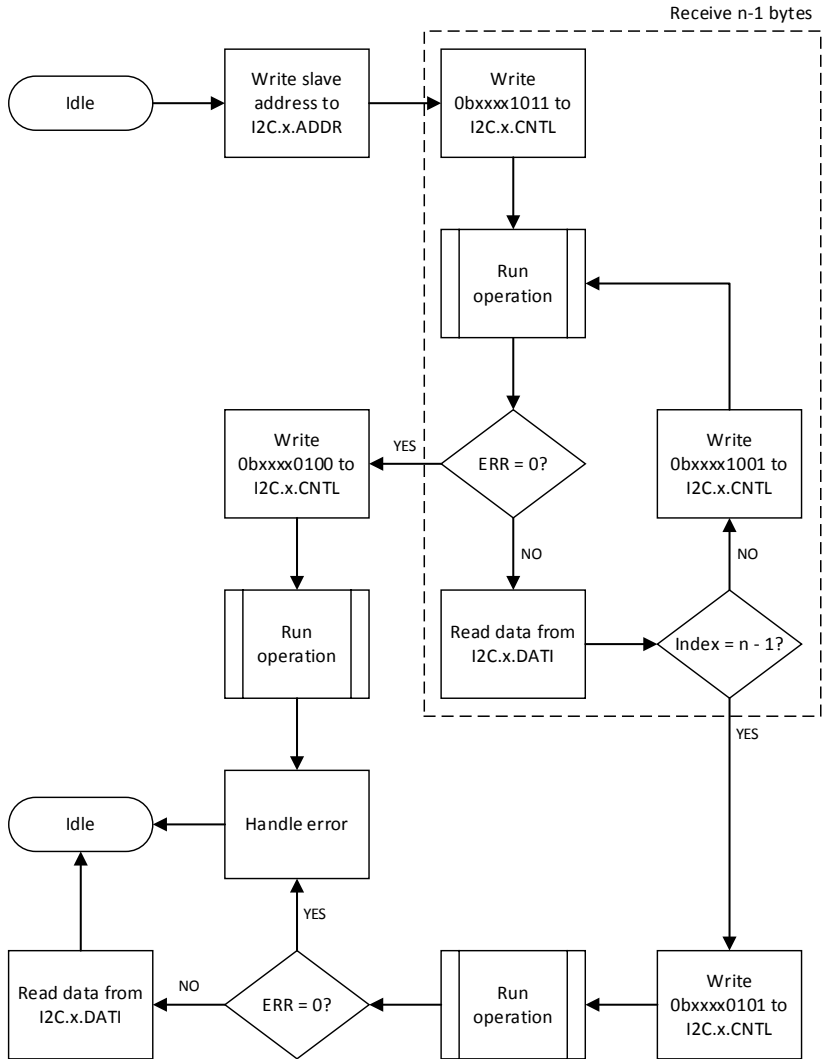 Receive n-1 bytes
Idle
Write slave
address to
I2C.x.ADDR
Write
0bxxxx1011 to
I2C.x.CNTL
Run
operation
Write
0bxxxx0100 to
I2C.x.CNTL
YES
ERR = 0?
Write
0bxxxx1001 to
I2C.x.CNTL
NO
NO
Run
operation
Read data from
I2C.x.DATI
Index = n - 1?
YES
Idle
Handle error
YES
Read data from
I2C.x.DATI
NO
ERR = 0?
Run
operation
Write
0bxxxx0101 to
I2C.x.CNTL